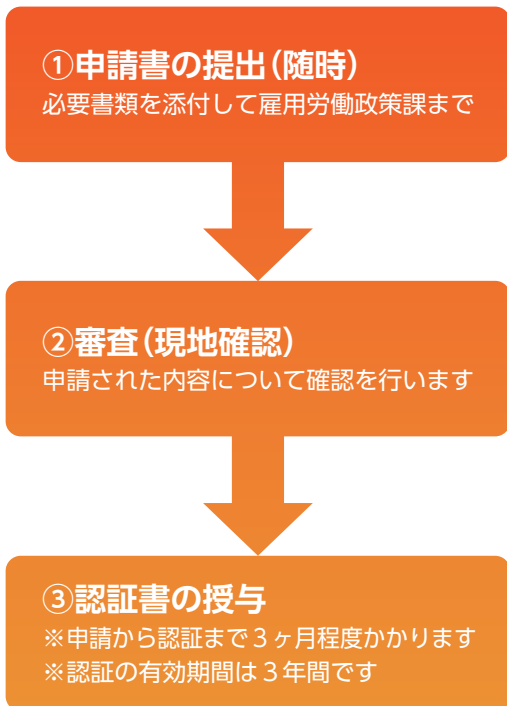 ①申請書の提出(随時)
必要書類を添付して雇用労働政策課まで
②審査(現地確認)
申請された内容について確認を行います
③認証書の授与
※申請から認証まで３ヶ月程度かかります
※認証の有効期間は３年間です